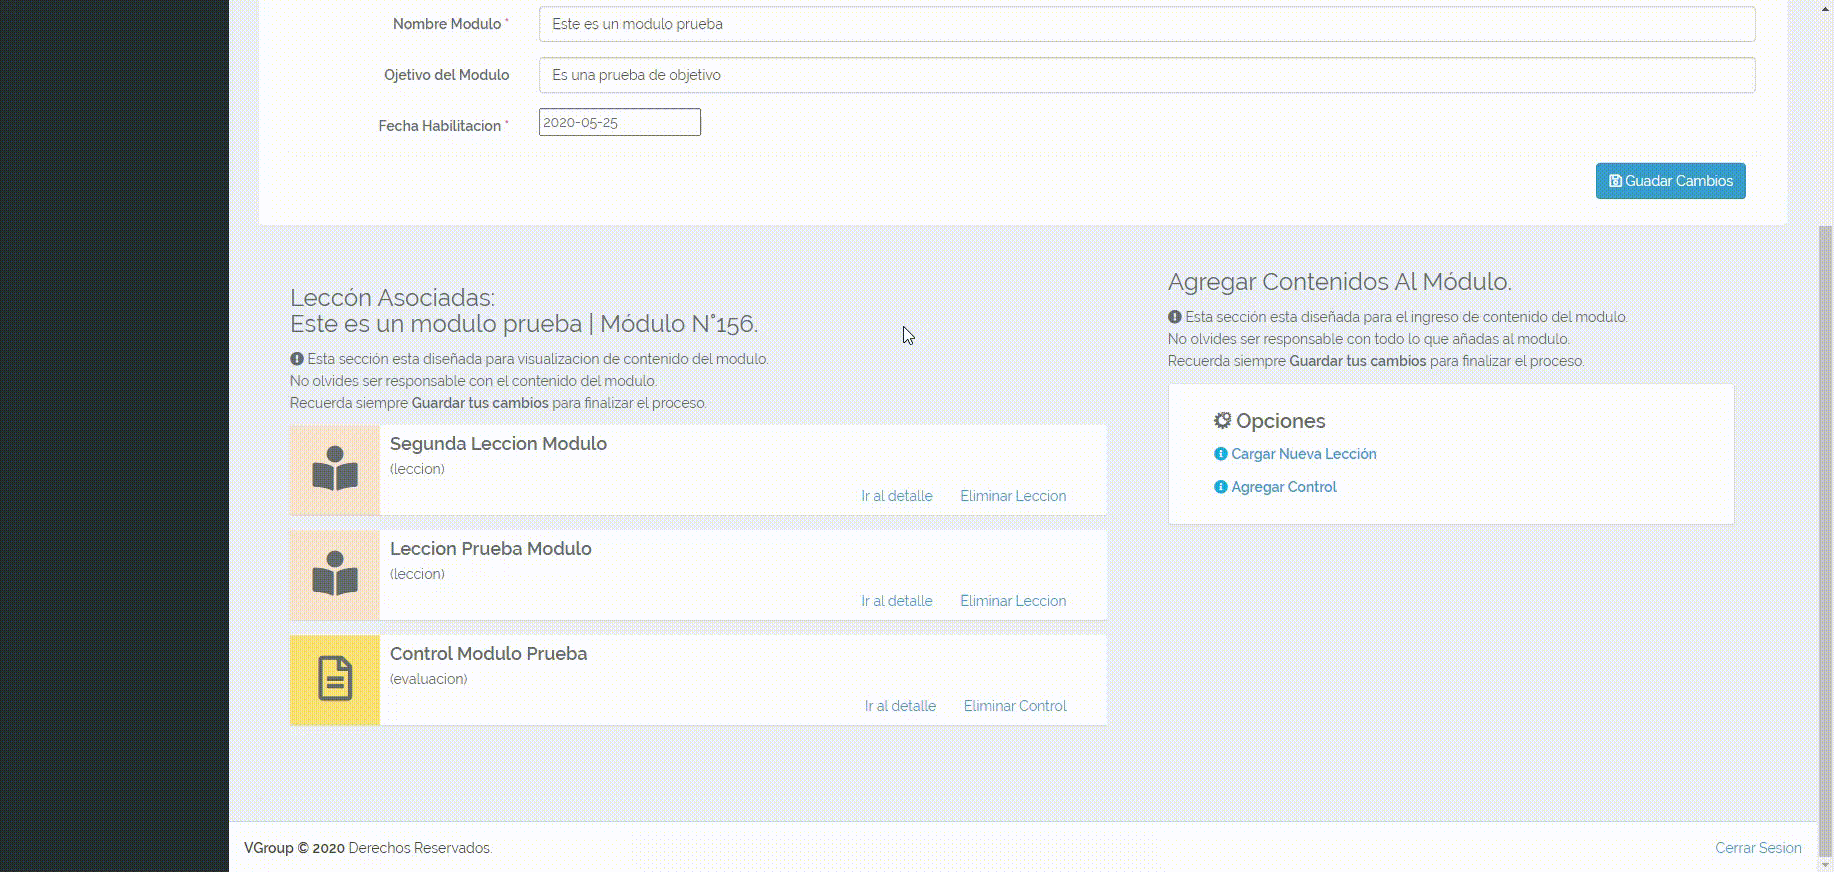 Nombre Modulo *
Este es un modulo prueba
Ojetivo del Modulo
Es una prueba de objetivo
Fecha Habilitacion *
2020-05-25
Guadar Cambios
Leccón Asociadas:
Este es un modulo prueba | Módulo N°156.
Esta sección esta diseñada para visualizacion de contenido del modulo.
No olvides ser responsable con el contenido del modulo.
Recuerda siempre Guardar tus cambios para finalizar el proceso.
Segunda Leccion Modulo
(leccion)
Ir al detalle Eliminar Leccion
Leccion Prueba Modulo
(leccion)
Ir al detalle Eliminar Leccion
Control Modulo Prueba
(evaluacion)
Ir al detalle Eliminar Control
Agregar Contenidos Al Módulo.
Esta sección esta diseñada para el ingreso de contenido del modulo.
No olvides ser responsable con todo lo que añadas al modulo.
Recuerda siempre Guardar tus cambios para finalizar el proceso.
Opciones
Cargar Nueva Lección
Agregar Control
VGroup © 2020 Derechos Reservados.
Cerrar Sesion